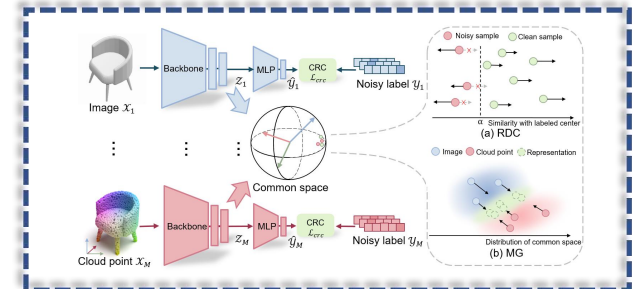 Image 𝒳₁
Backbone
z₁
MLP
ŷ₁
CRC
ℒcrc
Noisy label 𝒴₁
Common space
Cloud point 𝒳M
Backbone
zM
MLP
ŷM
CRC
ℒcrc
Noisy label 𝒴M
Noisy sample
Clean sample
α
Similarity with labeled center
(a) RDC
Image
Cloud point
Representation
Distribution of common space
(b) MG